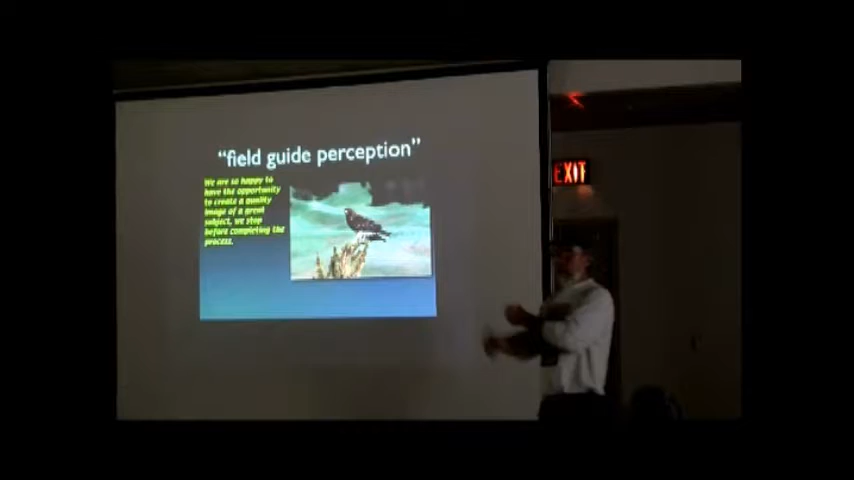 “field guide perception”
We are so happy to
have the opportunity
to create a quality
image of a great
subject, we stop
before completing the
process.
EXIT